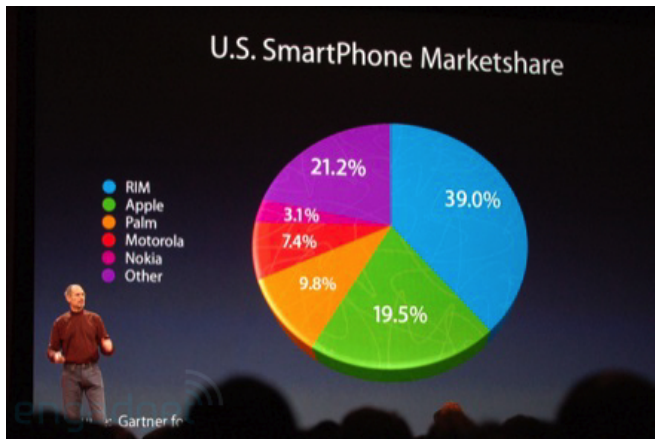 U.S. SmartPhone Marketshare
RIM
Apple
Palm
Motorola
Nokia
Other
21.2%
39.0%
3.1%
7.4%
9.8%
19.5%
engadget
Gartner fo